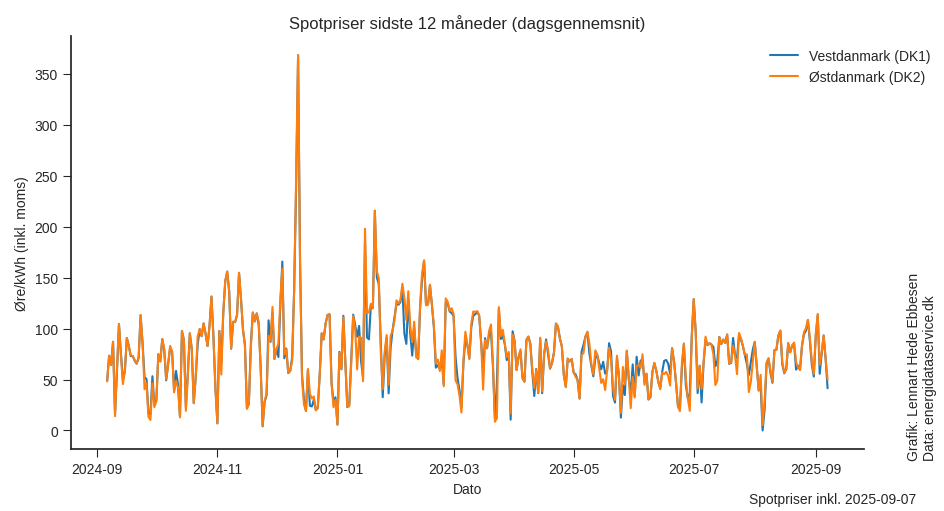 Spotpriser sidste 12 måneder (dagsgennemsnit)
Vestdanmark (DK1)
Østdanmark (DK2)
Øre/kWh (inkl. moms)
350
300
250
200
150
100
50
0
2024-09
2024-11
2025-01
2025-03
2025-05
2025-07
2025-09
Dato
Grafik: Lennart Hede Ebbesen
Data: energidataservice.dk
Spotpriser inkl. 2025-09-07